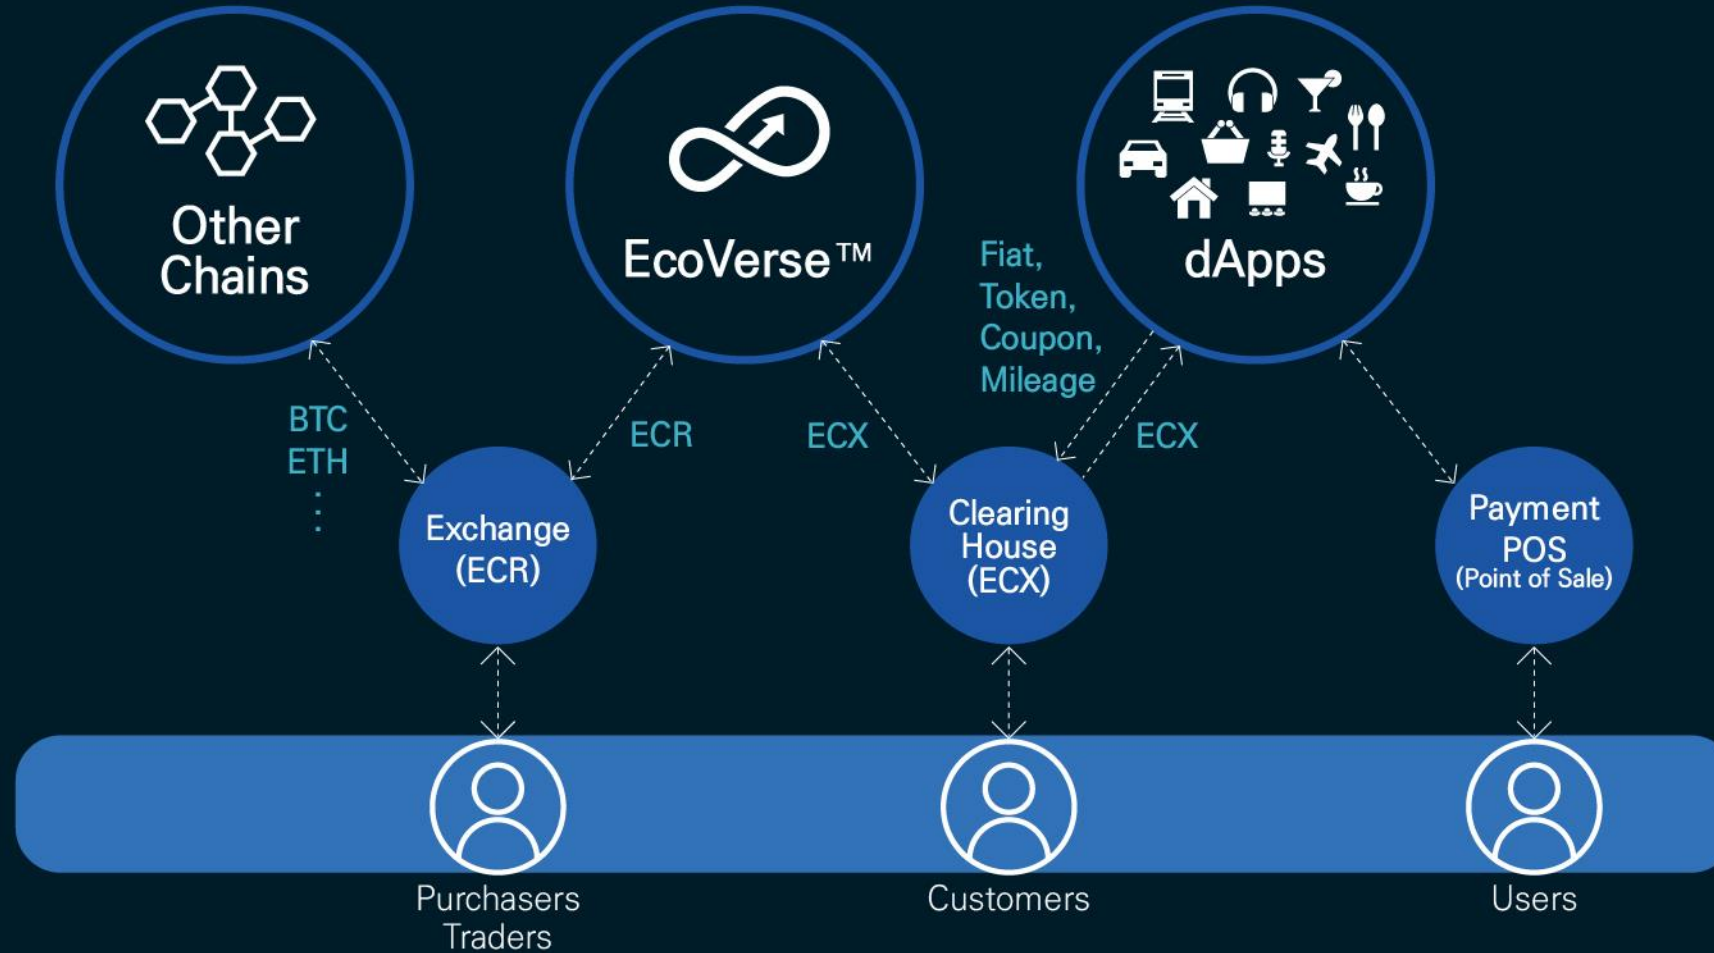 Other
Chains
EcoVerse™
dApps
Fiat,
Token,
Coupon,
Mileage
BTC
ETH
⋮
ECR
ECX
ECX
Exchange
(ECR)
Clearing
House
(ECX)
Payment
POS
(Point of Sale)
Purchasers
Traders
Customers
Users